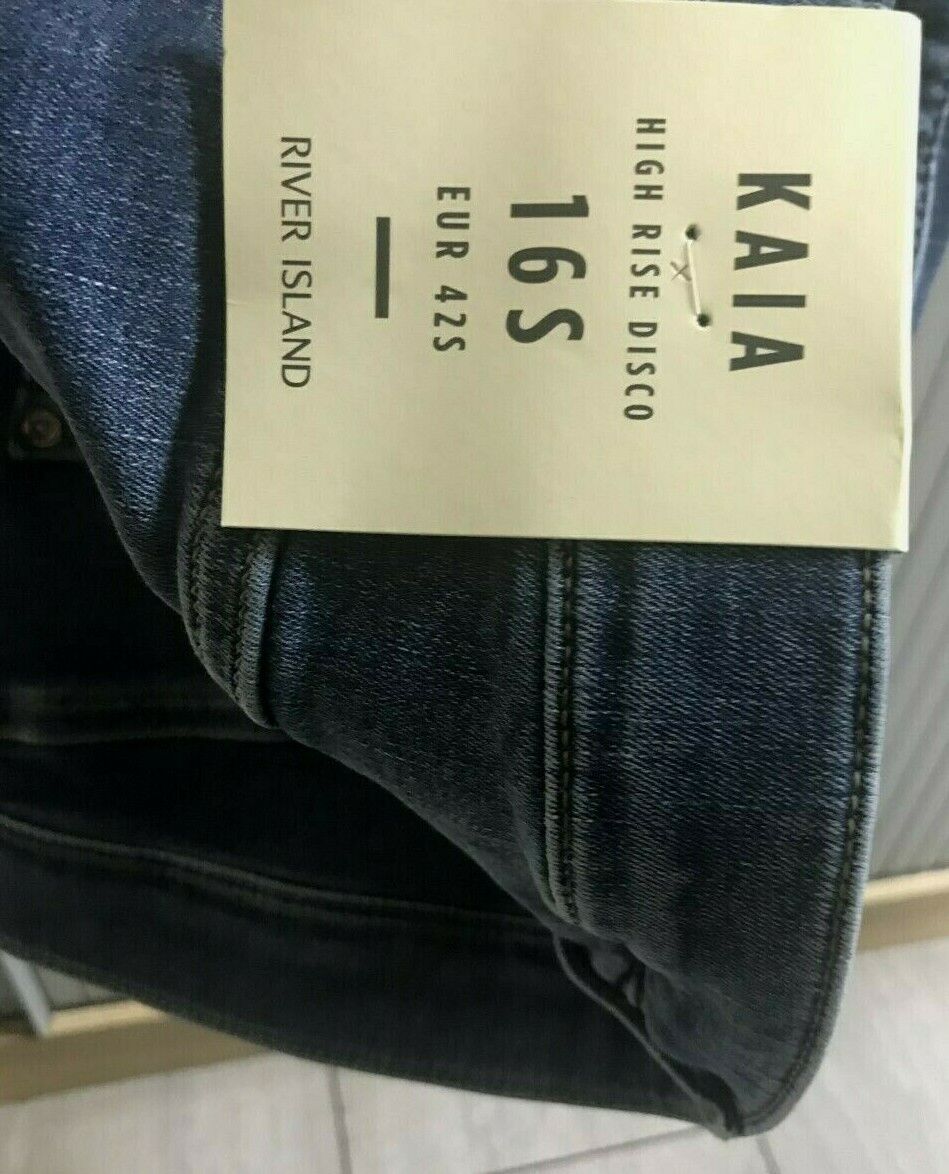 KAIA
HIGH RISE DISCO
16S
EUR 42S
RIVER ISLAND